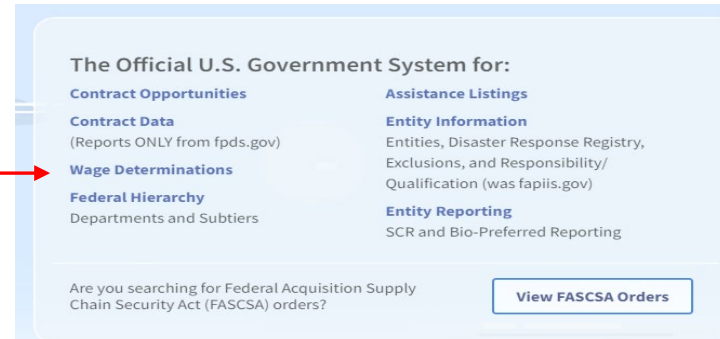 The Official U.S. Government System for:
Contract Opportunities
Contract Data
(Reports ONLY from fpds.gov)
Wage Determinations
Federal Hierarchy
Departments and Subtiers
Assistance Listings
Entity Information
Entities, Disaster Response Registry,
Exclusions, and Responsibility/
Qualification (was fapiis.gov)
Entity Reporting
SCR and Bio-Preferred Reporting
Are you searching for Federal Acquisition Supply
Chain Security Act (FASCSA) orders?
View FASCSA Orders